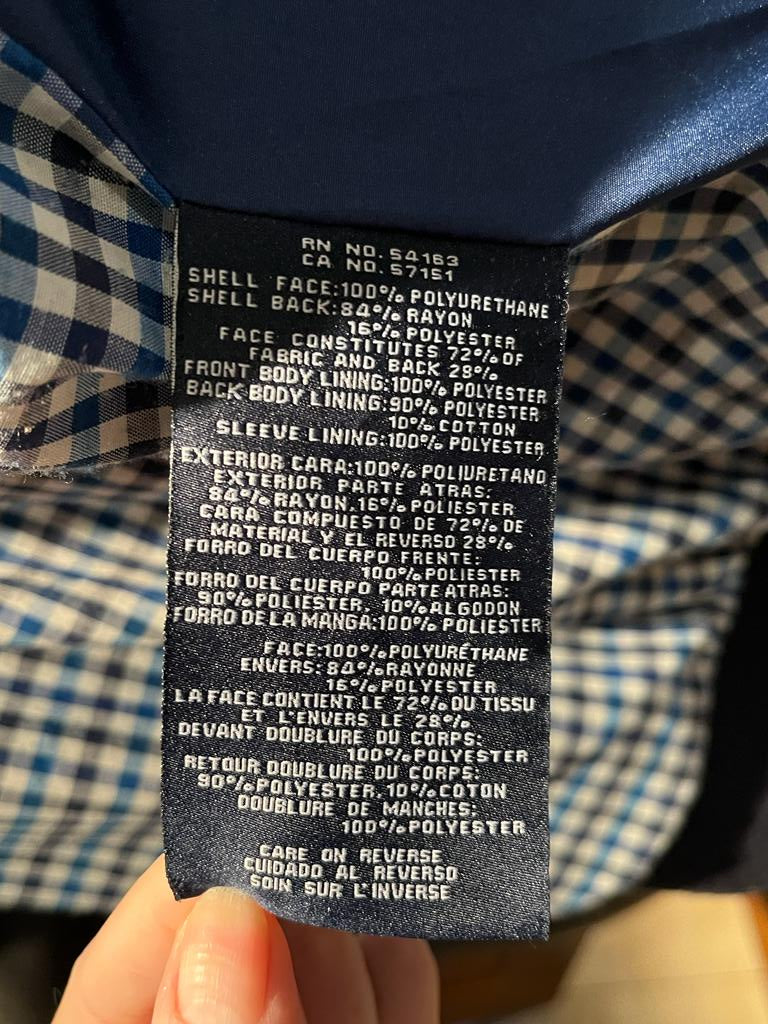 RN NO. 54163
CA NO. 57151
SHELL FACE:100% POLYURETHANE
SHELL BACK:84% RAYON
16% POLYESTER
FACE CONSTITUTES 72% OF
FABRIC AND BACK 28%
FRONT BODY LINING:100% POLYESTER
BACK BODY LINING:90% POLYESTER
10% COTTON
SLEEVE LINING:100% POLYESTER
EXTERIOR CARA:100% POLIURETANO
EXTERIOR PARTE ATRAS:
84% RAYON,16% POLIESTER
CARA COMPUESTO DE 72% DE
MATERIAL Y EL REVERSO 28%
FORRO DEL CUERPO FRENTE:
100% POLIESTER
FORRO DEL CUERPO PARTE ATRAS:
90% POLIESTER, 10% ALGODON
FORRO DE LA MANGA:100% POLIESTER
FACE:100% POLYURÉTHANE
ENVERS: 84% RAYONNE
16% POLYESTER
LA FACE CONTIENT LE 72% DU TISSU
ET L'ENVERS LE 28%
DEVANT DOUBLURE DU CORPS:
100% POLYESTER
RETOUR DOUBLURE DU CORPS:
90% POLYESTER, 10% COTON
DOUBLURE DE MANCHES:
100% POLYESTER
CARE ON REVERSE
CUIDADO AL REVERSO
SOIN SUR L'INVERSE